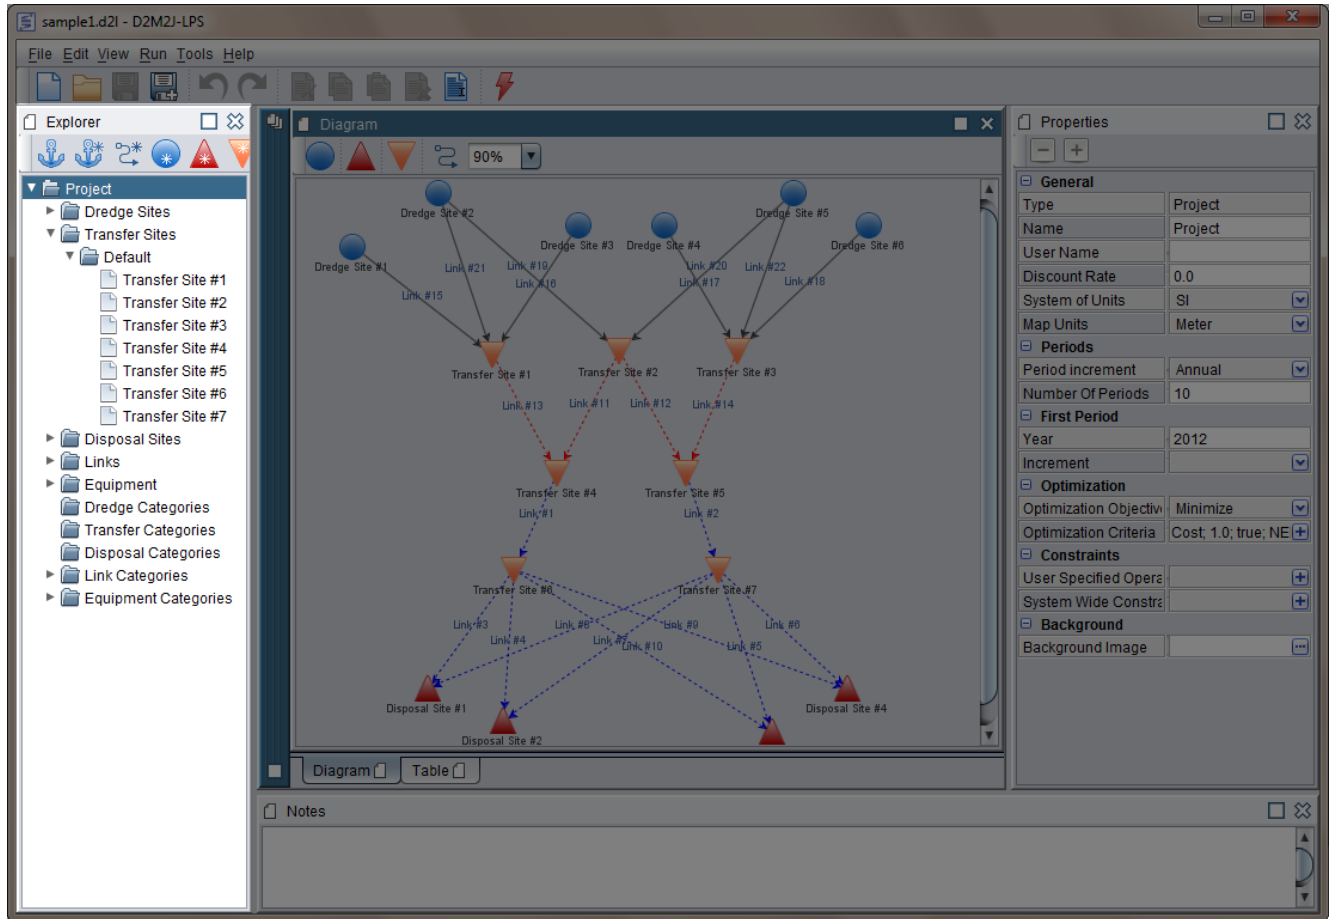 sample1.d2l - D2M2J-LPS
File Edit View Run Tools Help
Explorer
Project
Dredge Sites
Transfer Sites
Default
Transfer Site #1
Transfer Site #2
Transfer Site #3
Transfer Site #4
Transfer Site #5
Transfer Site #6
Transfer Site #7
Disposal Sites
Links
Equipment
Dredge Categories
Transfer Categories
Disposal Categories
Link Categories
Equipment Categories
Diagram
90%
Dredge Site #2
Dredge Site #5
Dredge Site #3
Dredge Site #4
Dredge Site #6
Dredge Site #1
Link #21
Link #19
Link #20
Link #22
Link #16
Link #17
Link #18
Link #15
Transfer Site #1
Transfer Site #2
Transfer Site #3
Link #13
Link #11
Link #12
Link #14
Transfer Site #4
Transfer Site #5
Link #1
Link #2
Transfer Site #6
Transfer Site #7
Link #3
Link #8
Link #9
Link #6
Link #4
Link #7
Link #10
Link #5
Disposal Site #1
Disposal Site #4
Disposal Site #2
Diagram
Table
Properties
General
Type Project
Name Project
User Name
Discount Rate 0.0
System of Units SI
Map Units Meter
Periods
Period increment Annual
Number Of Periods 10
First Period
Year 2012
Increment
Optimization
Optimization Objectiv Minimize
Optimization Criteria Cost; 1.0; true; NE
Constraints
User Specified Opera
System Wide Constra
Background
Background Image
Notes